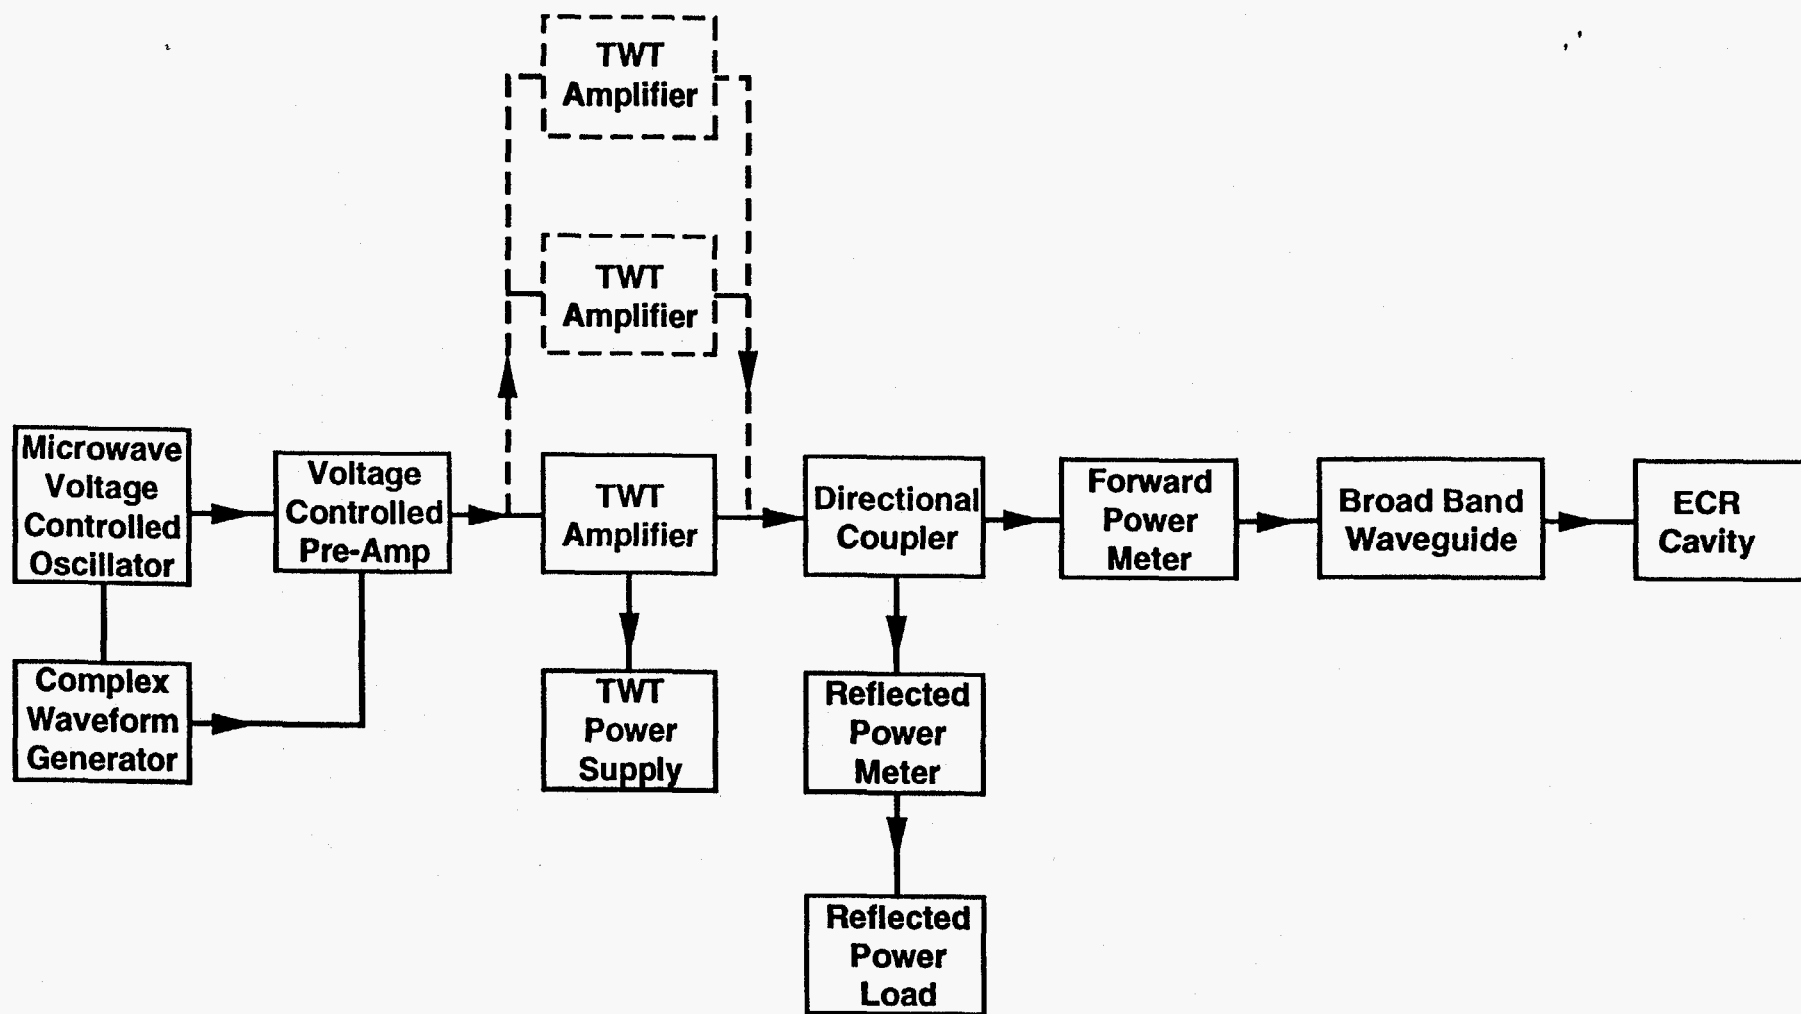 TWT
Amplifier
TWT
Amplifier
Microwave
Voltage
Controlled
Oscillator
Voltage
Controlled
Pre-Amp
TWT
Amplifier
Directional
Coupler
Forward
Power
Meter
Broad Band
Waveguide
ECR
Cavity
Complex
Waveform
Generator
TWT
Power
Supply
Reflected
Power
Meter
Reflected
Power
Load